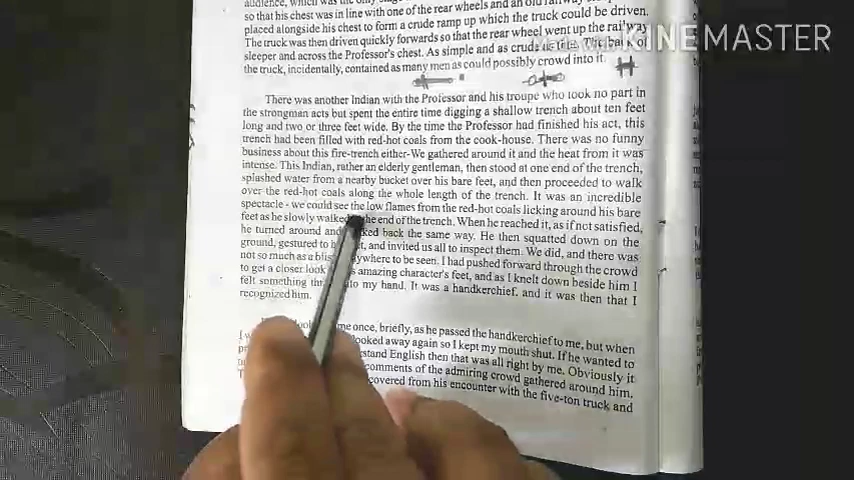 so that his chest was in line with one of the rear wheels and an old railway
placed alongside his chest to form a crude ramp up which the truck could be driven.
The truck was then driven quickly forwards so that the rear wheel went up the railway
sleeper and across the Professor's chest. As simple and as crude as that. The back of
the truck, incidentally, contained as many men as could possibly crowd into it.
KINEMASTER
There was another Indian with the Professor and his troupe who took no part in
the strongman acts but spent the entire time digging a shallow trench about ten feet
long and two or three feet wide. By the time the Professor had finished his act, this
trench had been filled with red-hot coals from the cook-house. There was no funny
business about this fire-trench either-We gathered around it and the heat from it was
intense. This Indian, rather an elderly gentleman, then stood at one end of the trench,
splushed water from a nearby bucket over his bare feet, and then proceeded to walk
over the red-hot coals along the whole length of the trench. It was an incredible
spectacle - we could see the low flames from the red-hot coals licking around his bare
feet as he slowly walked the end of the trench. When he reached it, as if not satisfied,
he turned around and back the same way. He then squatted down on the
ground, gestured to and invited us all to inspect them. We did, and there was
not so much as a to be seen. I had pushed forward through the crowd
to get a closer look amazing character's feet, and as I knelt down beside him I
felt something my hand. It was a handkerchief. and it was then that I
recognized him.
me once, briefly, as he passed the handkerchief to me, but when
I looked away again so I kept my mouth shut. If he wanted to
English then that was all right by me. Obviously it
comments of the admiring crowd gathered around him.
from his encounter with the five-ton truck and